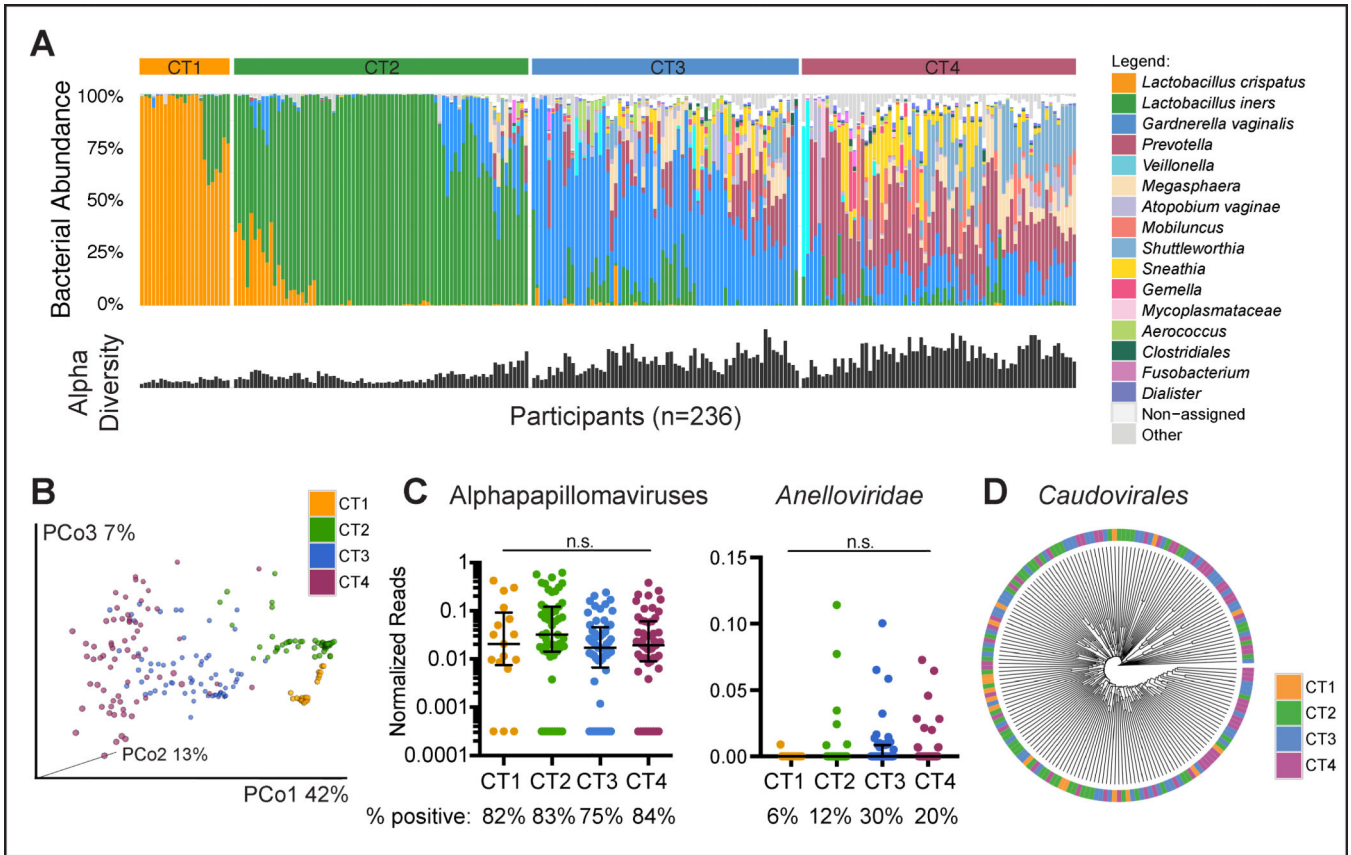 A
CT1 CT2 CT3 CT4
Bacterial Abundance
100%
75%
50%
25%
0%
Alpha
Diversity
Participants (n=236)
Legend:
Lactobacillus crispatus
Lactobacillus iners
Gardnerella vaginalis
Prevotella
Veillonella
Megasphaera
Atopobium vaginae
Mobiluncus
Shuttleworthia
Sneathia
Gemella
Mycoplasmataceae
Aerococcus
Clostridiales
Fusobacterium
Dialister
Non-assigned
Other
B
PCo3 7%
PCo2 13%
PCo1 42%
CT1
CT2
CT3
CT4
C
Alphapapillomaviruses
n.s.
Normalized Reads
1
0.1
0.01
0.001
0.0001
CT1 CT2 CT3 CT4
% positive: 82% 83% 75% 84%
Anelloviridae
n.s.
0.15
0.10
0.05
0.00
CT1 CT2 CT3 CT4
6% 12% 30% 20%
D
Caudovirales
CT1
CT2
CT3
CT4